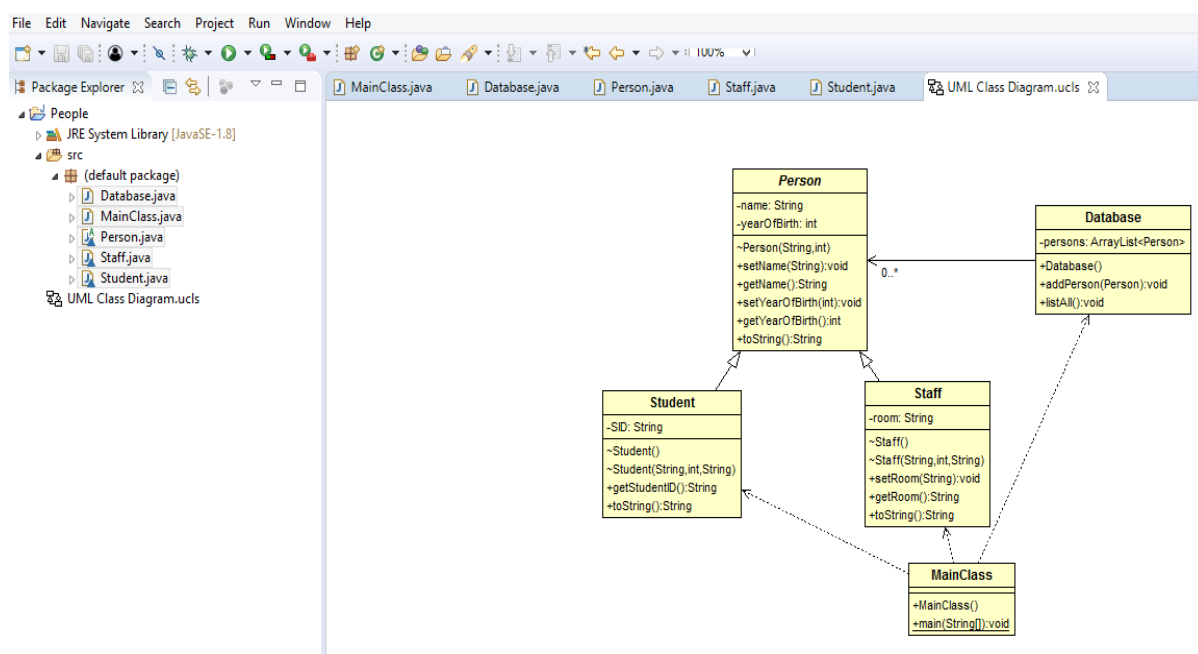 File Edit Navigate Search Project Run Window Help
100%
Package Explorer
MainClass.java Database.java Person.java Staff.java Student.java UML Class Diagram.ucls
People
JRE System Library [JavaSE-1.8]
src
(default package)
Database.java
MainClass.java
Person.java
Staff.java
Student.java
UML Class Diagram.ucls
Person
-name: String
-yearOfBirth: int
~Person(String,int)
+setName(String):void
+getName():String
+setYearOfBirth(int):void
+getYearOfBirth():int
+toString():String
0..*
Database
-persons: ArrayList<Person>
+Database()
+addPerson(Person):void
+listAll():void
Student
-SID: String
~Student()
~Student(String,int,String)
+getStudentID():String
+toString():String
Staff
-room: String
~Staff()
~Staff(String,int,String)
+setRoom(String):void
+getRoom():String
+toString():String
MainClass
+MainClass()
+main(String[]):void